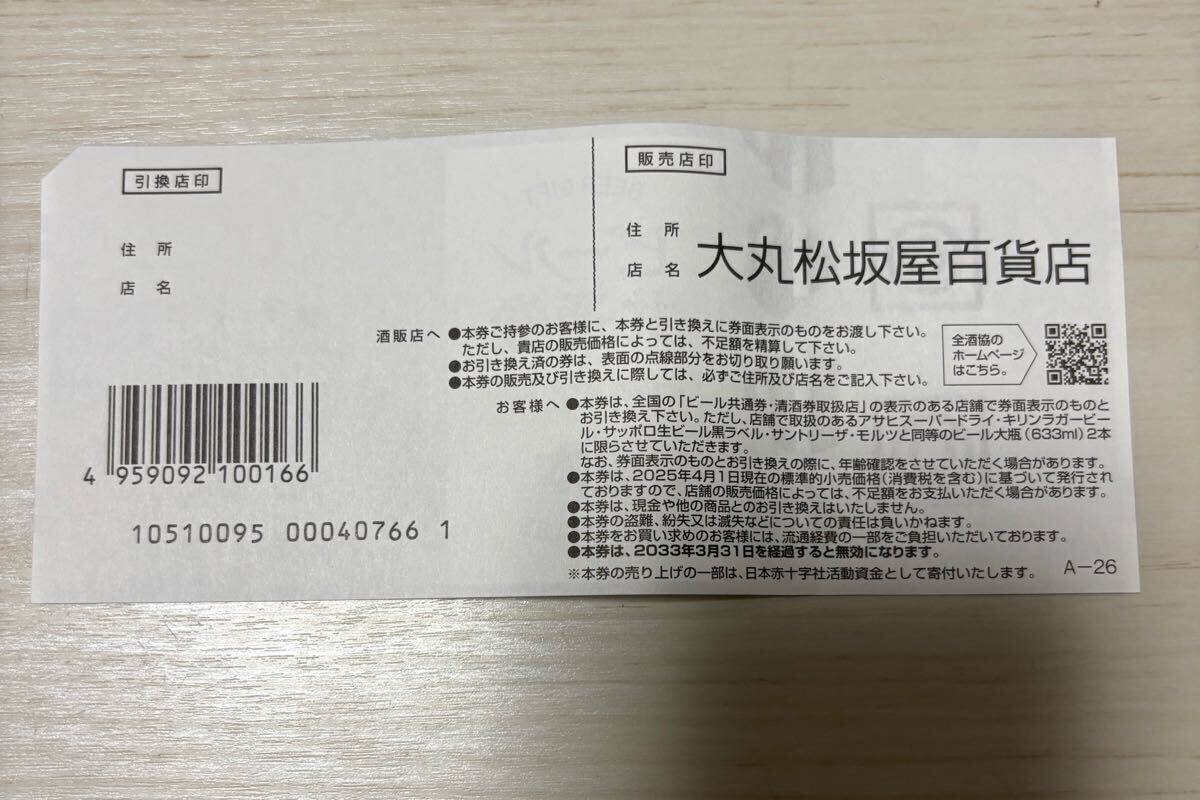 引換店印
住 所
店 名
販売店印
住 所
店 名 大丸松坂屋百貨店
酒販店へ ●本券ご持参のお客様に、本券と引き換えに券面表示のものをお渡し下さい。
ただし、貴店の販売価格によっては、不足額を精算して下さい。
●お引き換え済の券は、表面の点線部分をお切り取り願います。
●本券の販売及び引き換えに際しては、必ずご住所及び店名をご記入下さい。
全酒協の
ホームページ
はこちら。
お客様へ ●本券は、全国の「ビール共通券・清酒券取扱店」の表示のある店舗で券面表示のものと
お引き換え下さい。ただし、店舗で取扱のあるアサヒスーパードライ・キリンラガービー
ル・サッポロ生ビール黒ラベル・サントリーザ・モルツと同等のビール大瓶(633ml)2本
に限らさせていただきます。
なお、券面表示のものとお引き換えの際に、年齢確認をさせていただく場合があります。
●本券は、2025年4月1日現在の標準的小売価格(消費税を含む)に基づいて発行され
ておりますので、店舗の販売価格によっては、不足額をお支払いただく場合があります。
●本券は、現金や他の商品とのお引き換えはいたしません。
●本券の盗難、紛失又は滅失などについての責任は負いかねます。
●本券をお買い求めのお客様には、流通経費の一部をご負担いただいております。
●本券は、2033年3月31日を経過すると無効になります。
※本券の売り上げの一部は、日本赤十字社活動資金として寄付いたします。 A-26
4 959092 100166
10510095 00040766 1